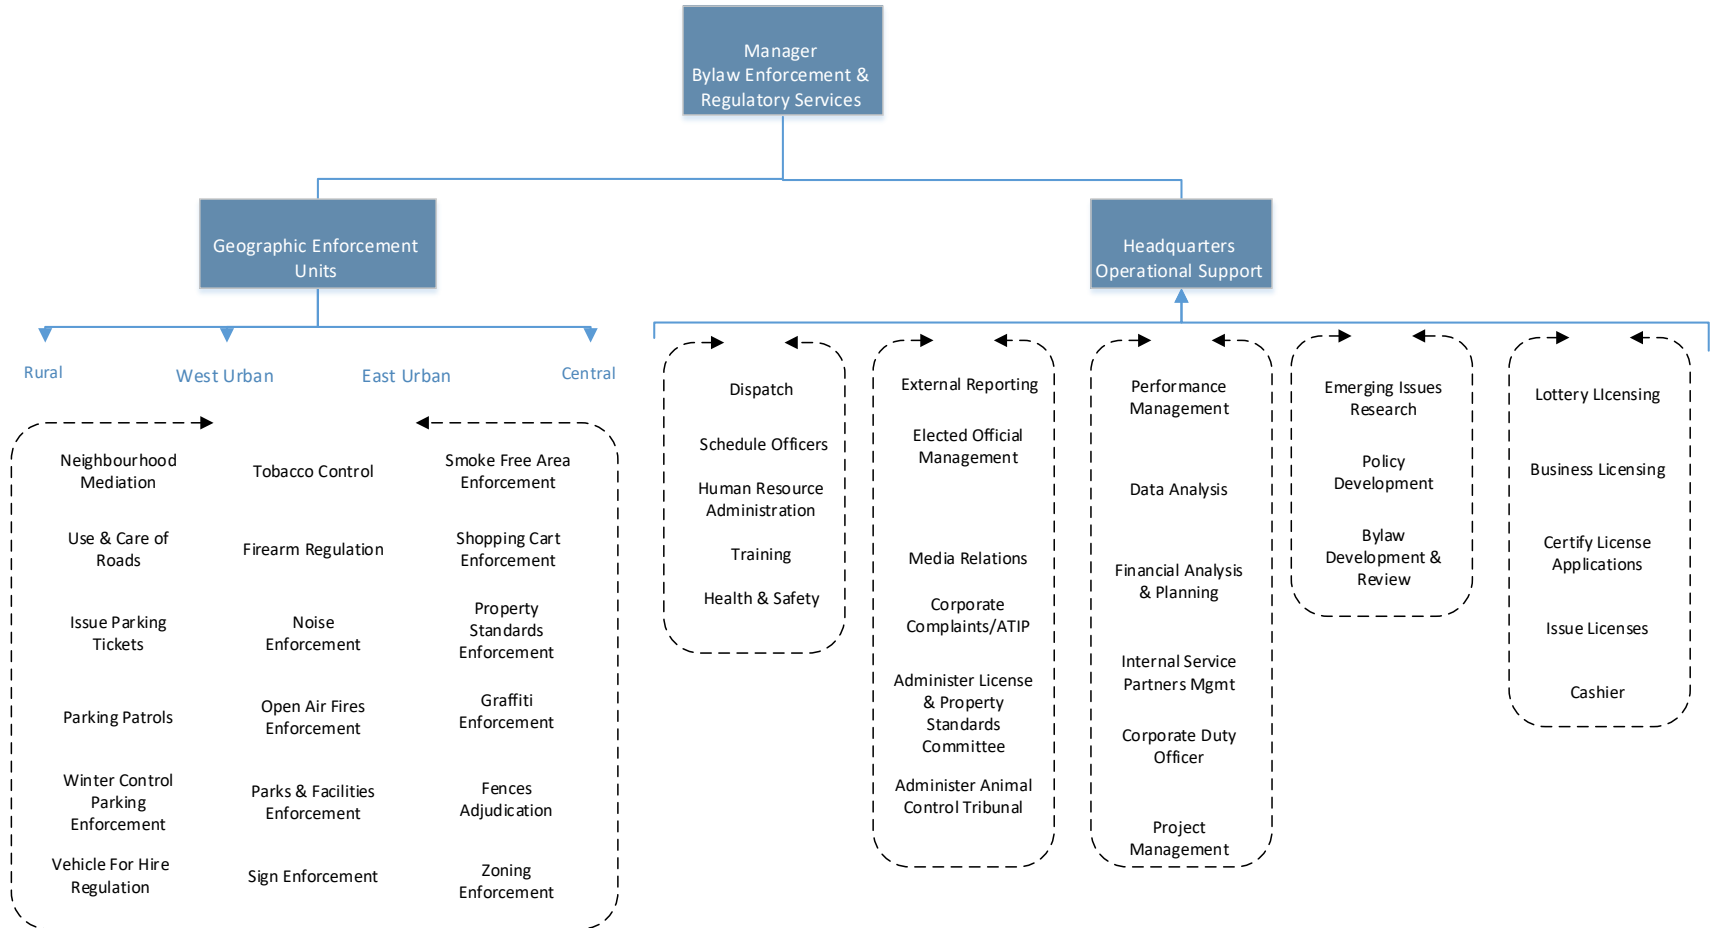 Manager
Bylaw Enforcement &
Regulatory Services
Geographic Enforcement
Units
Headquarters
Operational Support
Rural
West Urban
East Urban
Central
Neighbourhood
Mediation
Use & Care of
Roads
Issue Parking
Tickets
Parking Patrols
Winter Control
Parking
Enforcement
Vehicle For Hire
Regulation
Tobacco Control
Firearm Regulation
Noise
Enforcement
Open Air Fires
Enforcement
Parks & Facilities
Enforcement
Sign Enforcement
Smoke Free Area
Enforcement
Shopping Cart
Enforcement
Property
Standards
Enforcement
Graffiti
Enforcement
Fences
Adjudication
Zoning
Enforcement
Dispatch
Schedule Officers
Human Resource
Administration
Training
Health & Safety
External Reporting
Elected Official
Management
Media Relations
Corporate
Complaints/ATIP
Administer License
& Property
Standards
Committee
Administer Animal
Control Tribunal
Performance
Management
Data Analysis
Financial Analysis
& Planning
Internal Service
Partners Mgmt
Corporate Duty
Officer
Project
Management
Emerging Issues
Research
Policy
Development
Bylaw
Development &
Review
Lottery LIcensing
Business Licensing
Certify License
Applications
Issue Licenses
Cashier